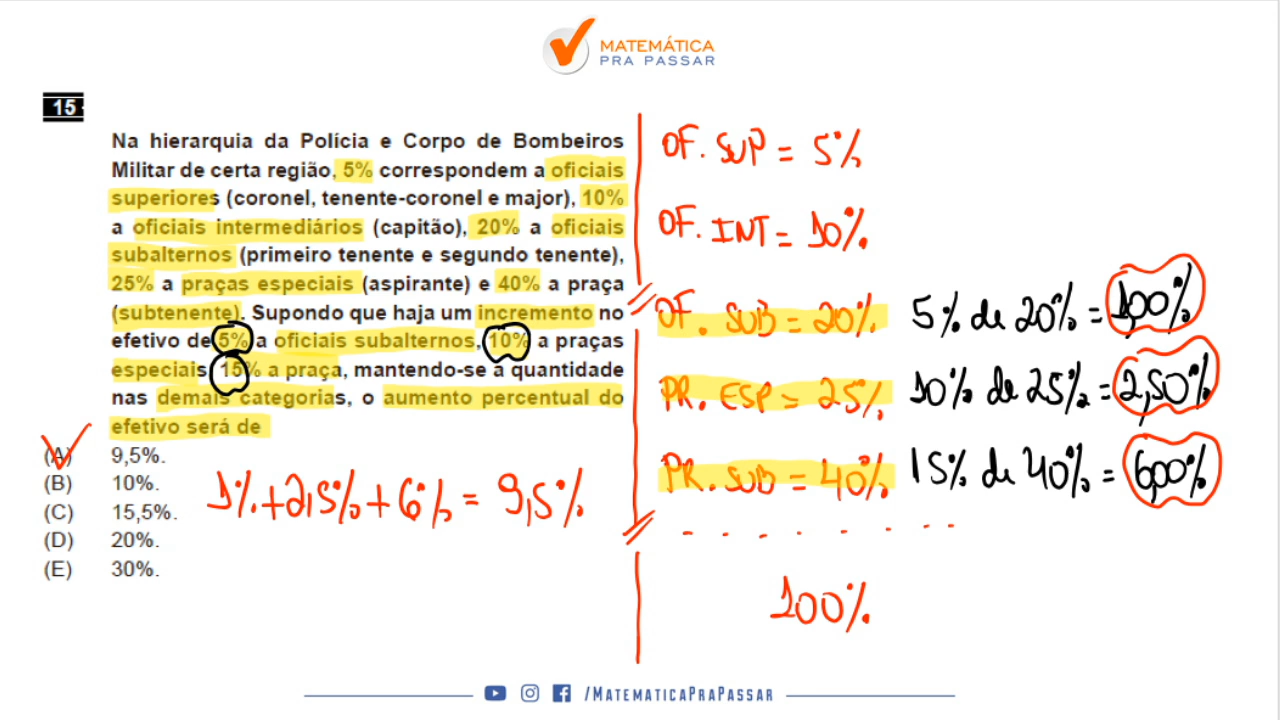 MATEMÁTICA
PRA PASSAR
15
Na hierarquia da Polícia e Corpo de Bombeiros
Militar de certa região, 5% correspondem a oficiais
superiores (coronel, tenente-coronel e major), 10%
a oficiais intermediários (capitão), 20% a oficiais
subalternos (primeiro tenente e segundo tenente),
25% a praças especiais (aspirante) e 40% a praça
(subtenente). Supondo que haja um incremento no
efetivo de 5% a oficiais subalternos, 10% a praças
especiais 15% a praça, mantendo-se a quantidade
nas demais categorias, o aumento percentual do
efetivo será de
(A) 9,5%.
(B) 10%.
(C) 15,5%.
(D) 20%.
(E) 30%.
1%+2,5%+6%= 9,5%
OF. SUP = 5%
OF. INT = 10%
OF. SUB = 20% 5% de 20% = 1,00%
PR. ESP = 25% 10% de 25% = 2,50%
PR. SUB = 40% 15% de 40% = 6,00%
100%
/MatematicaPraPassar